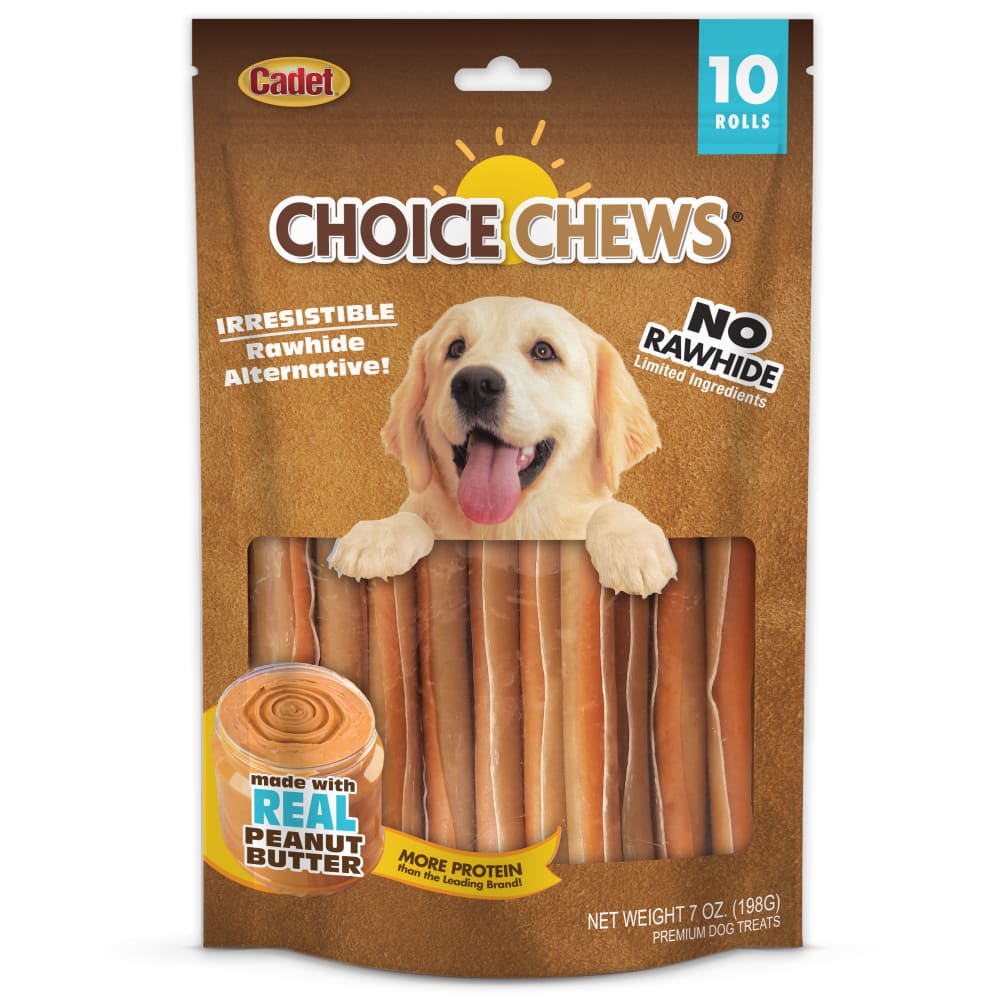 Cadet®
10
ROLLS
CHOICE CHEWS®
IRRESISTIBLE
Rawhide
Alternative!
NO
RAWHIDE
Limited Ingredients
made with
REAL
PEANUT
BUTTER
MORE PROTEIN
than the Leading Brand!
NET WEIGHT 7 OZ. (198G)
PREMIUM DOG TREATS